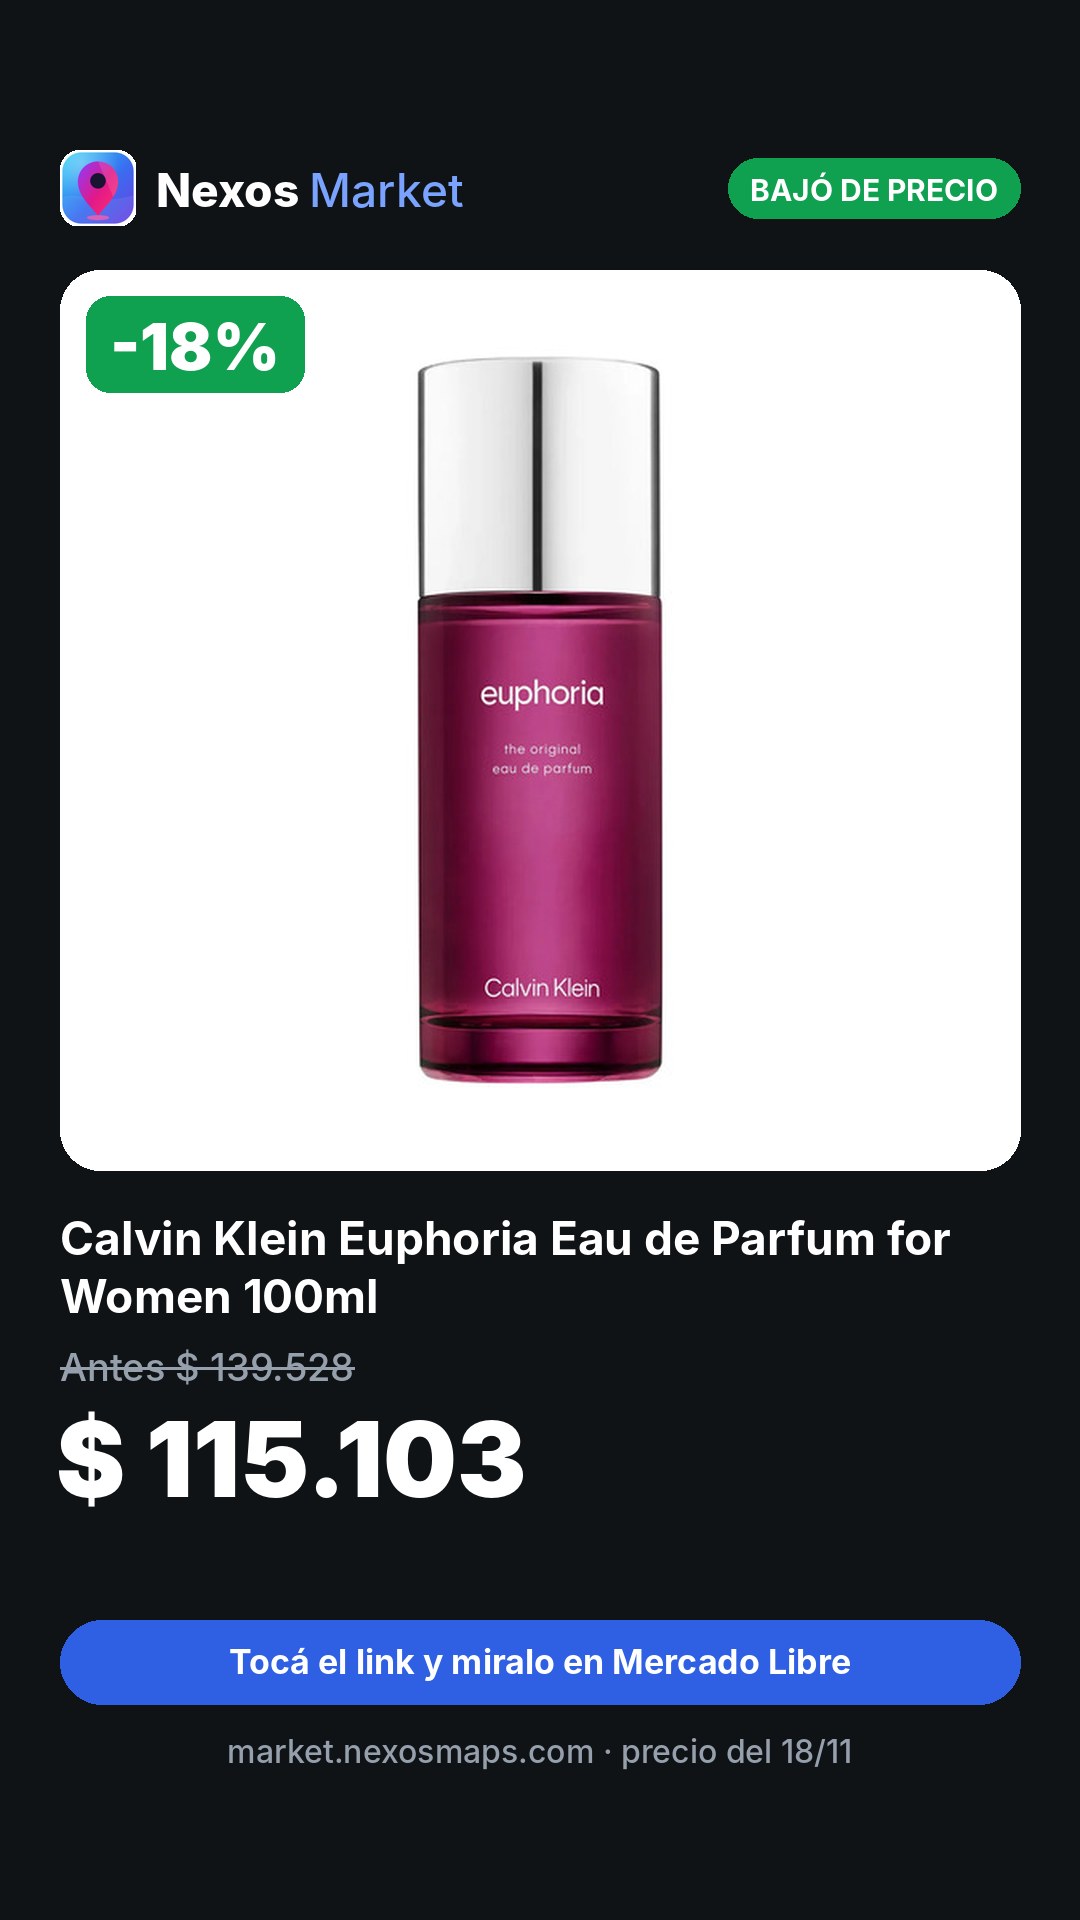 Nexos Market
BAJÓ DE PRECIO
-18%
euphoria
the original
eau de parfum
Calvin Klein
Calvin Klein Euphoria Eau de Parfum for
Women 100ml
Antes $ 139.528
$ 115.103
Tocá el link y miralo en Mercado Libre
market.nexosmaps.com · precio del 18/11